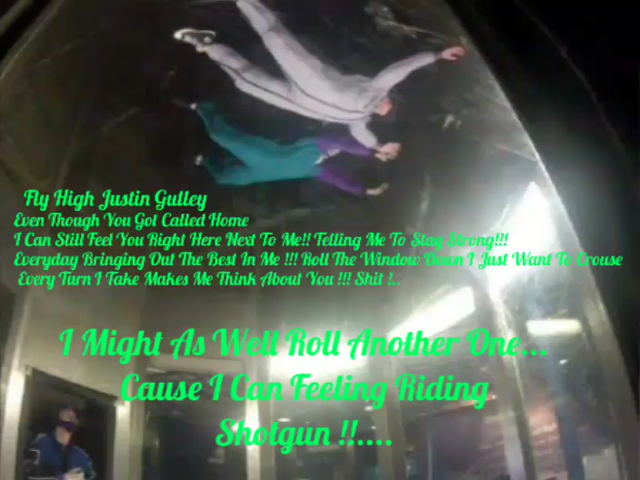 Fly High Justin Gulley
Even Though You Got Called Home
I Can Still Feel You Right Here Next To Me!! Telling Me To Stay Strong!!!
Everyday Bringing Out The Best In Me !!! Roll The Window Down I Just Want To Crouse
Every Turn I Take Makes Me Think About You !!! Shit !..
I Might As Well Roll Another One...
Cause I Can Feeling Riding
Shotgun !!....